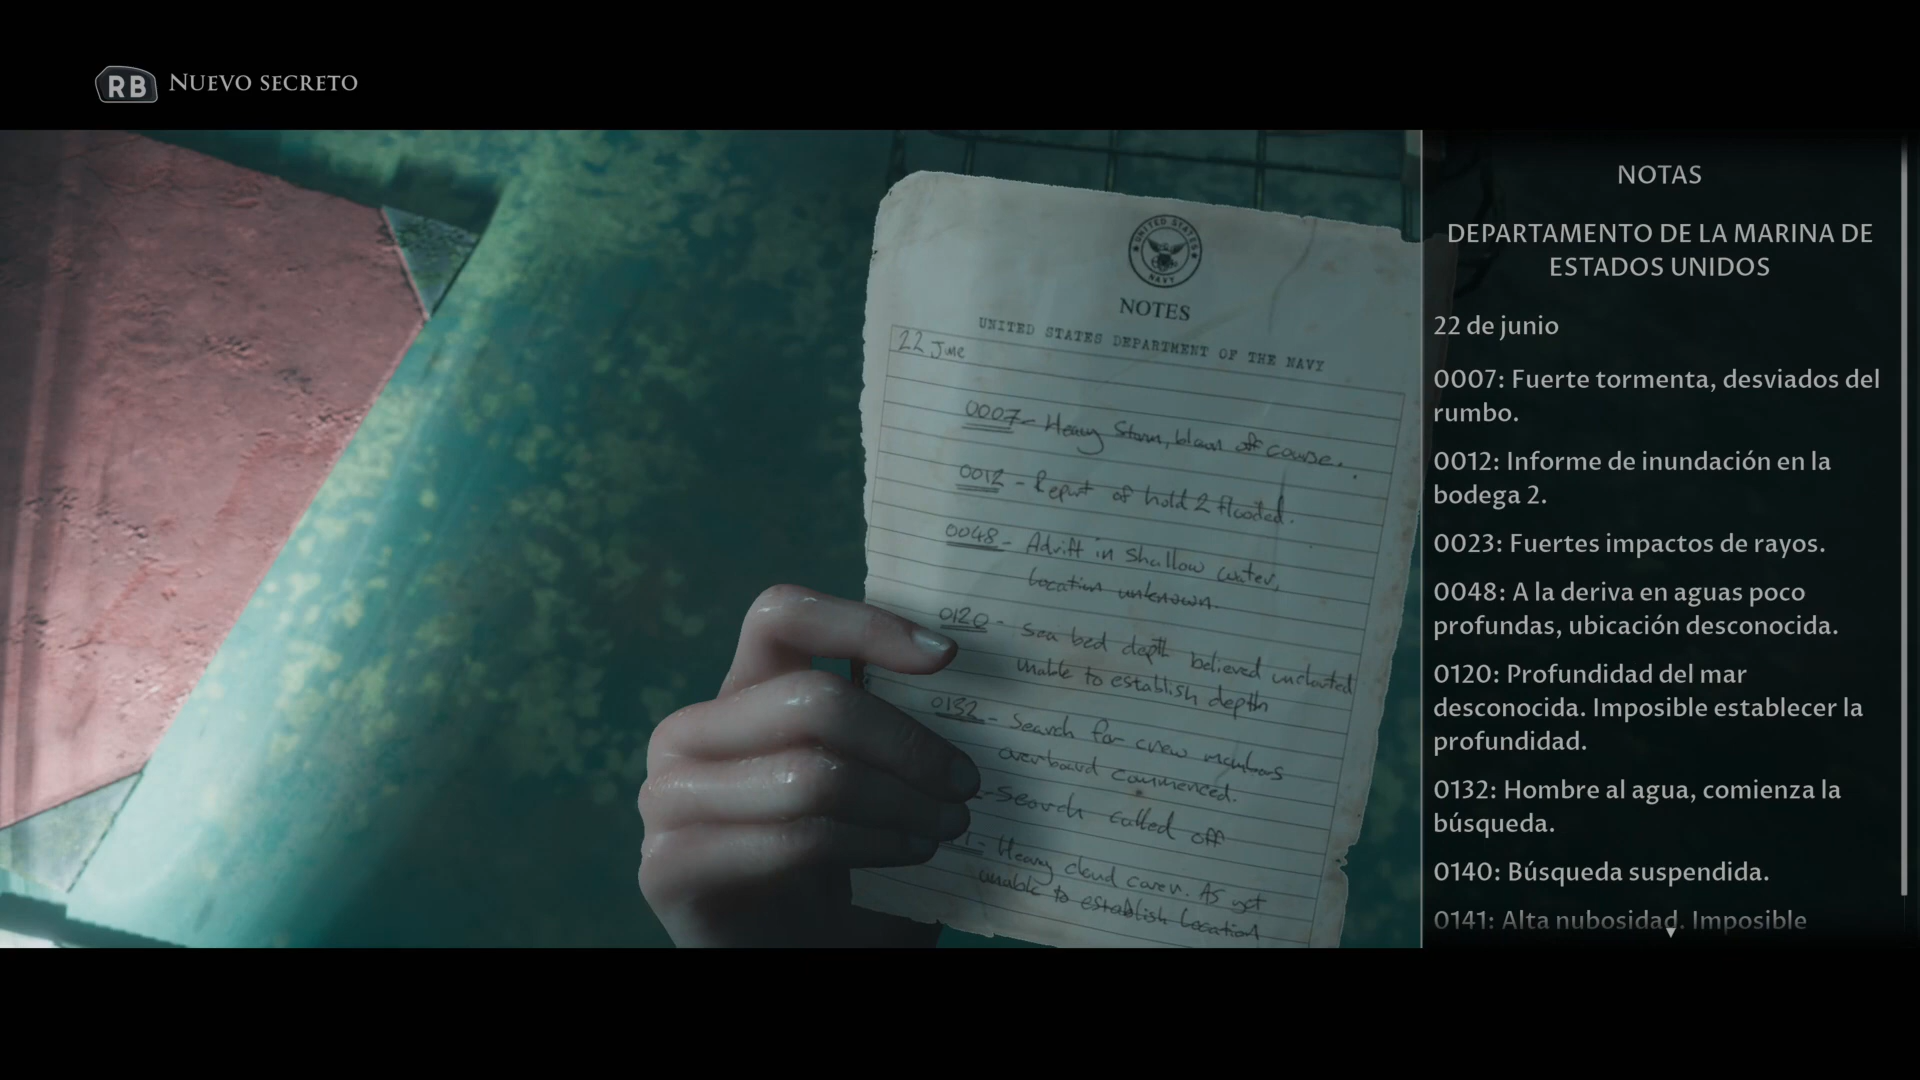 RB NUEVO SECRETO
UNITED STATES
NAVY
NOTES
UNITED STATES DEPARTMENT OF THE NAVY
22 June
0007 - Heavy Storm, blown off course.
0012 - Report of hold 2 flooded.
0048 - Adrift in shallow water,
location unknown.
0120 - sea bed depth believed uncharted
unable to establish depth
0132 - Search for crew members
overboard commenced.
- Search called off
1 - Heavy cloud cover. As yet
unable to establish location
NOTAS
DEPARTAMENTO DE LA MARINA DE
ESTADOS UNIDOS
22 de junio
0007: Fuerte tormenta, desviados del
rumbo.
0012: Informe de inundación en la
bodega 2.
0023: Fuertes impactos de rayos.
0048: A la deriva en aguas poco
profundas, ubicación desconocida.
0120: Profundidad del mar
desconocida. Imposible establecer la
profundidad.
0132: Hombre al agua, comienza la
búsqueda.
0140: Búsqueda suspendida.
0141: Alta nubosidad. Imposible